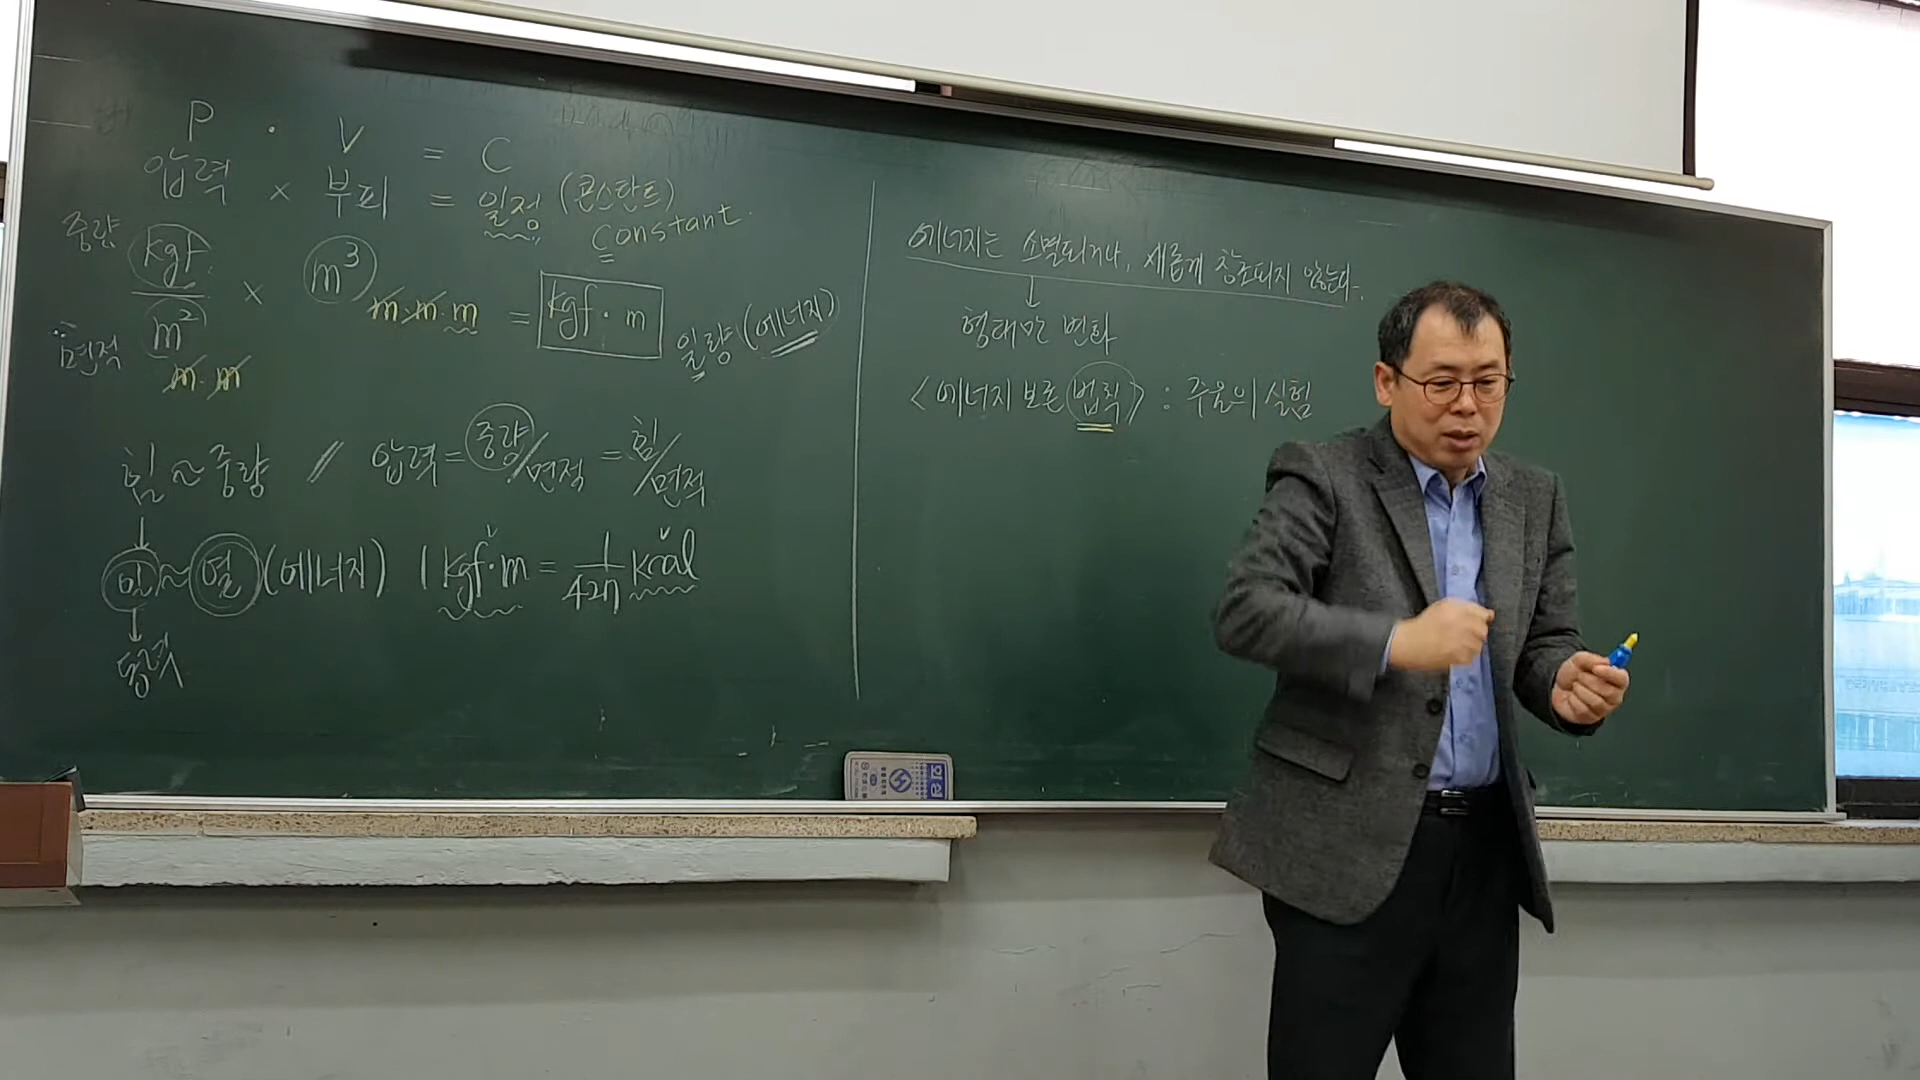 P · V = C
압력 × 부피 = 일정 (콘스탄트)
Constant
중량 kgf
면적 m²
× m³ m·m·m = kgf·m 일량 (에너지)
m·m
힘 ~ 중량 // 압력 = 중량/면적 = 힘/면적
↓
일 ~ 열 (에너지) 1 kgf·m = 1/427 kcal
↓
동력
에너지는 소멸되거나, 새롭게 창조되지 않는다.
↓
형태만 변화
<에너지 보존 법칙> : 주울의 실험